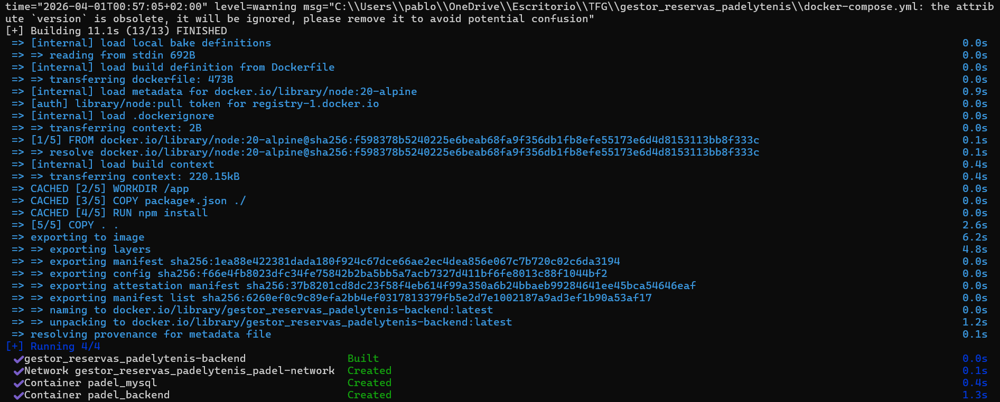 time="2026-04-01T00:57:05+02:00" level=warning msg="C:\\Users\\pablo\\OneDrive\\Escritorio\\TFG\\gestor_reservas_padelytenis\\docker-compose.yml: the attrib
ute `version` is obsolete, it will be ignored, please remove it to avoid potential confusion"
[+] Building 11.1s (13/13) FINISHED
=> [internal] load local bake definitions 0.0s
=> => reading from stdin 692B 0.0s
=> [internal] load build definition from Dockerfile 0.0s
=> => transferring dockerfile: 473B 0.0s
=> [internal] load metadata for docker.io/library/node:20-alpine 0.9s
=> [auth] library/node:pull token for registry-1.docker.io 0.0s
=> [internal] load .dockerignore 0.0s
=> => transferring context: 2B 0.0s
=> [1/5] FROM docker.io/library/node:20-alpine@sha256:f598378b5240225e6beab68fa9f356db1fb8efe55173e6d4d8153113bb8f333c 0.1s
=> => resolve docker.io/library/node:20-alpine@sha256:f598378b5240225e6beab68fa9f356db1fb8efe55173e6d4d8153113bb8f333c 0.1s
=> [internal] load build context 0.4s
=> => transferring context: 220.15kB 0.4s
=> CACHED [2/5] WORKDIR /app 0.0s
=> CACHED [3/5] COPY package*.json ./ 0.0s
=> CACHED [4/5] RUN npm install 0.0s
=> [5/5] COPY . . 2.6s
=> exporting to image 6.2s
=> => exporting layers 4.8s
=> => exporting manifest sha256:1ea88e422381dada180f924c67dce66ae2ec4dea856e067c7b720c02c6da3194 0.0s
=> => exporting config sha256:f66e4fb8023dfc34fe75842b2ba5bb5a7acb7327d411bf6fe8013c88f1044bf2 0.0s
=> => exporting attestation manifest sha256:37b8201cd8dc23f58f4eb614f99a350a6b24bbaeb99284641ee45bca54646eaf 0.0s
=> => exporting manifest list sha256:6260ef0c9c89efa2bb4ef0317813379fb5e2d7e1002187a9ad3ef1b90a53af17 0.0s
=> => naming to docker.io/library/gestor_reservas_padelytenis-backend:latest 0.0s
=> => unpacking to docker.io/library/gestor_reservas_padelytenis-backend:latest 1.2s
=> resolving provenance for metadata file 0.1s
[+] Running 4/4
✔gestor_reservas_padelytenis-backend Built 0.0s
✔Network gestor_reservas_padelytenis_padel-network Created 0.1s
✔Container padel_mysql Created 0.4s
✔Container padel_backend Created 1.3s